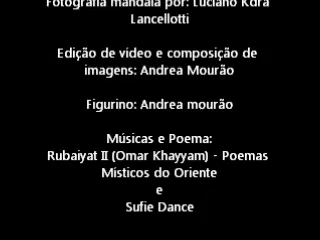 Fotografia mandala por: Luciano Kdra
Lancellotti
Edição de video e composição de
imagens: Andrea Mourão
Figurino: Andrea mourão
Músicas e Poema:
Rubaiyat II (Omar Khayyam) - Poemas
Místicos do Oriente
e
Sufie Dance